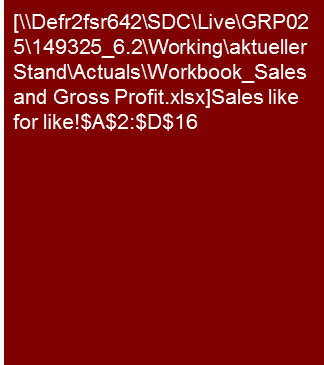 [\\Defr2fsr642\SDC\Live\GRP02
5\149325_6.2\Working\aktueller
Stand\Actuals\Workbook_Sales
and Gross Profit.xlsx]Sales like
for like!$A$2:$D$16